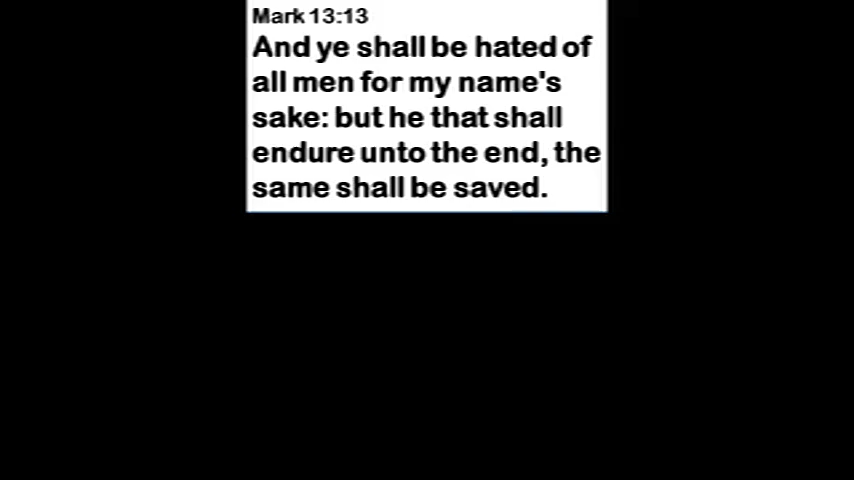 Mark 13:13
And ye shall be hated of
all men for my name's
sake: but he that shall
endure unto the end, the
same shall be saved.